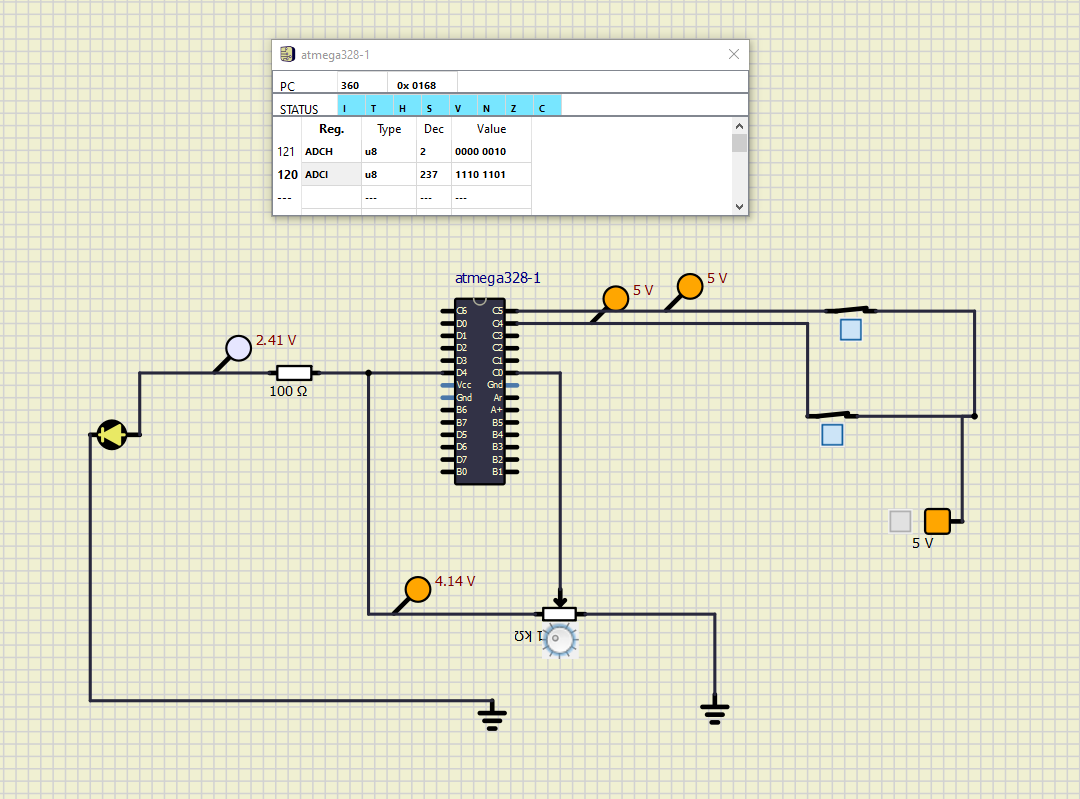 atmega328-1
PC 360 0x 0168
STATUS I T H S V N Z C
Reg. Type Dec Value
121 ADCH u8 2 0000 0010
120 ADCl u8 237 1110 1101
--- --- --- ---
atmega328-1
5 V
5 V
C6 C5
D0 C4
D1 C3
D2 C2
D3 C1
D4 C0
Vcc Gnd
Gnd Ar
B6 A+
B7 B5
D5 B4
D6 B3
D7 B2
B0 B1
2.41 V
100 Ω
5 V
4.14 V
1 kΩ